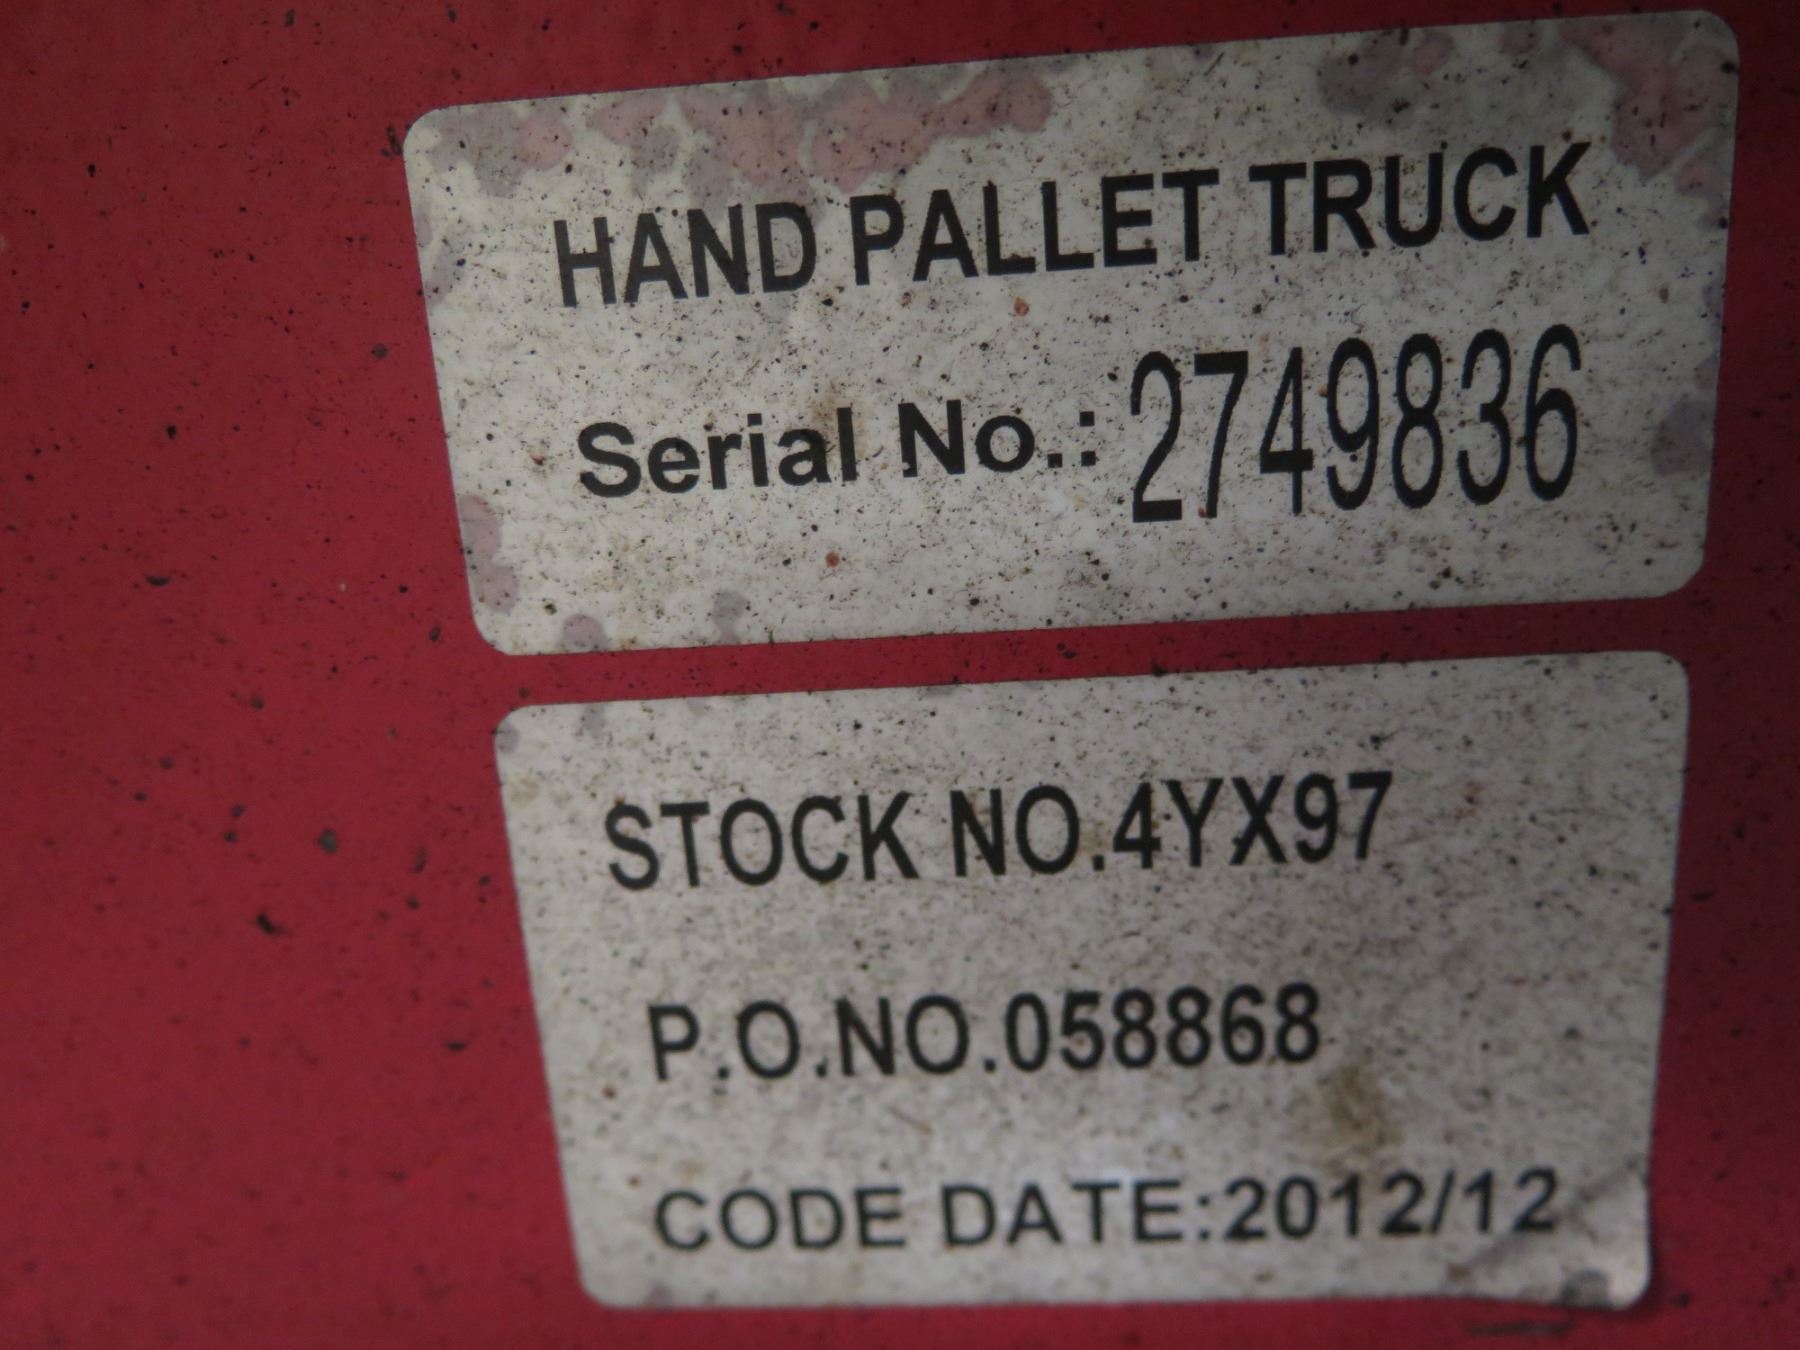 HAND PALLET TRUCK
Serial No.: 2749836
STOCK NO.4YX97
P.O.NO.058868
CODE DATE:2012/12